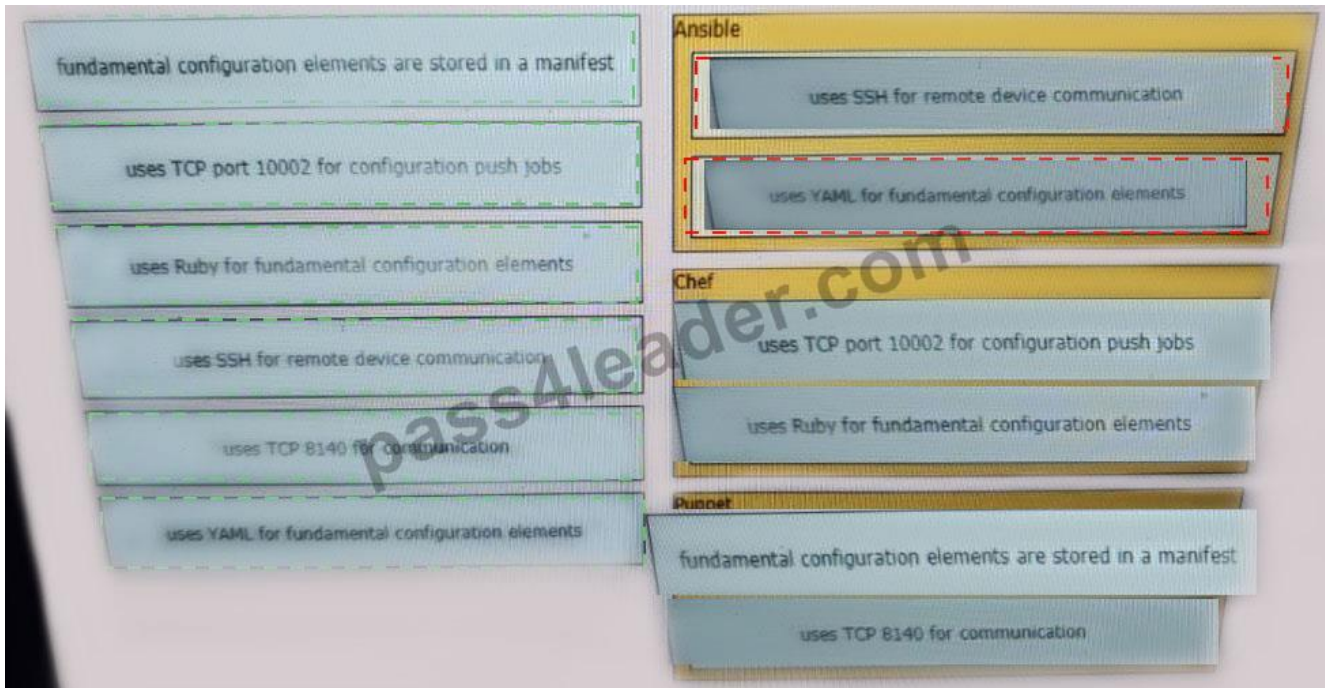 fundamental configuration elements are stored in a manifest
uses TCP port 10002 for configuration push jobs
uses Ruby for fundamental configuration elements
uses SSH for remote device communication
uses TCP 8140 for communication
uses YAML for fundamental configuration elements
Ansible
uses SSH for remote device communication
uses YAML for fundamental configuration elements
Chef
uses TCP port 10002 for configuration push jobs
uses Ruby for fundamental configuration elements
Puppet
fundamental configuration elements are stored in a manifest
uses TCP 8140 for communication
pass4leader.com